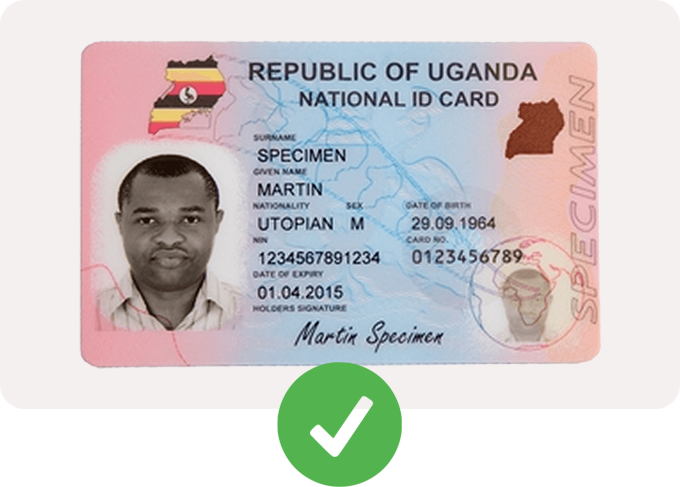 REPUBLIC OF UGANDA
NATIONAL ID CARD
SURNAME
SPECIMEN
GIVEN NAME
MARTIN
NATIONALITY SEX DATE OF BIRTH
UTOPIAN M 29.09.1964
NIN CARD NO.
1234567891234 0123456789
DATE OF EXPIRY
01.04.2015
HOLDERS SIGNATURE
Martin Specimen
SPECIMEN